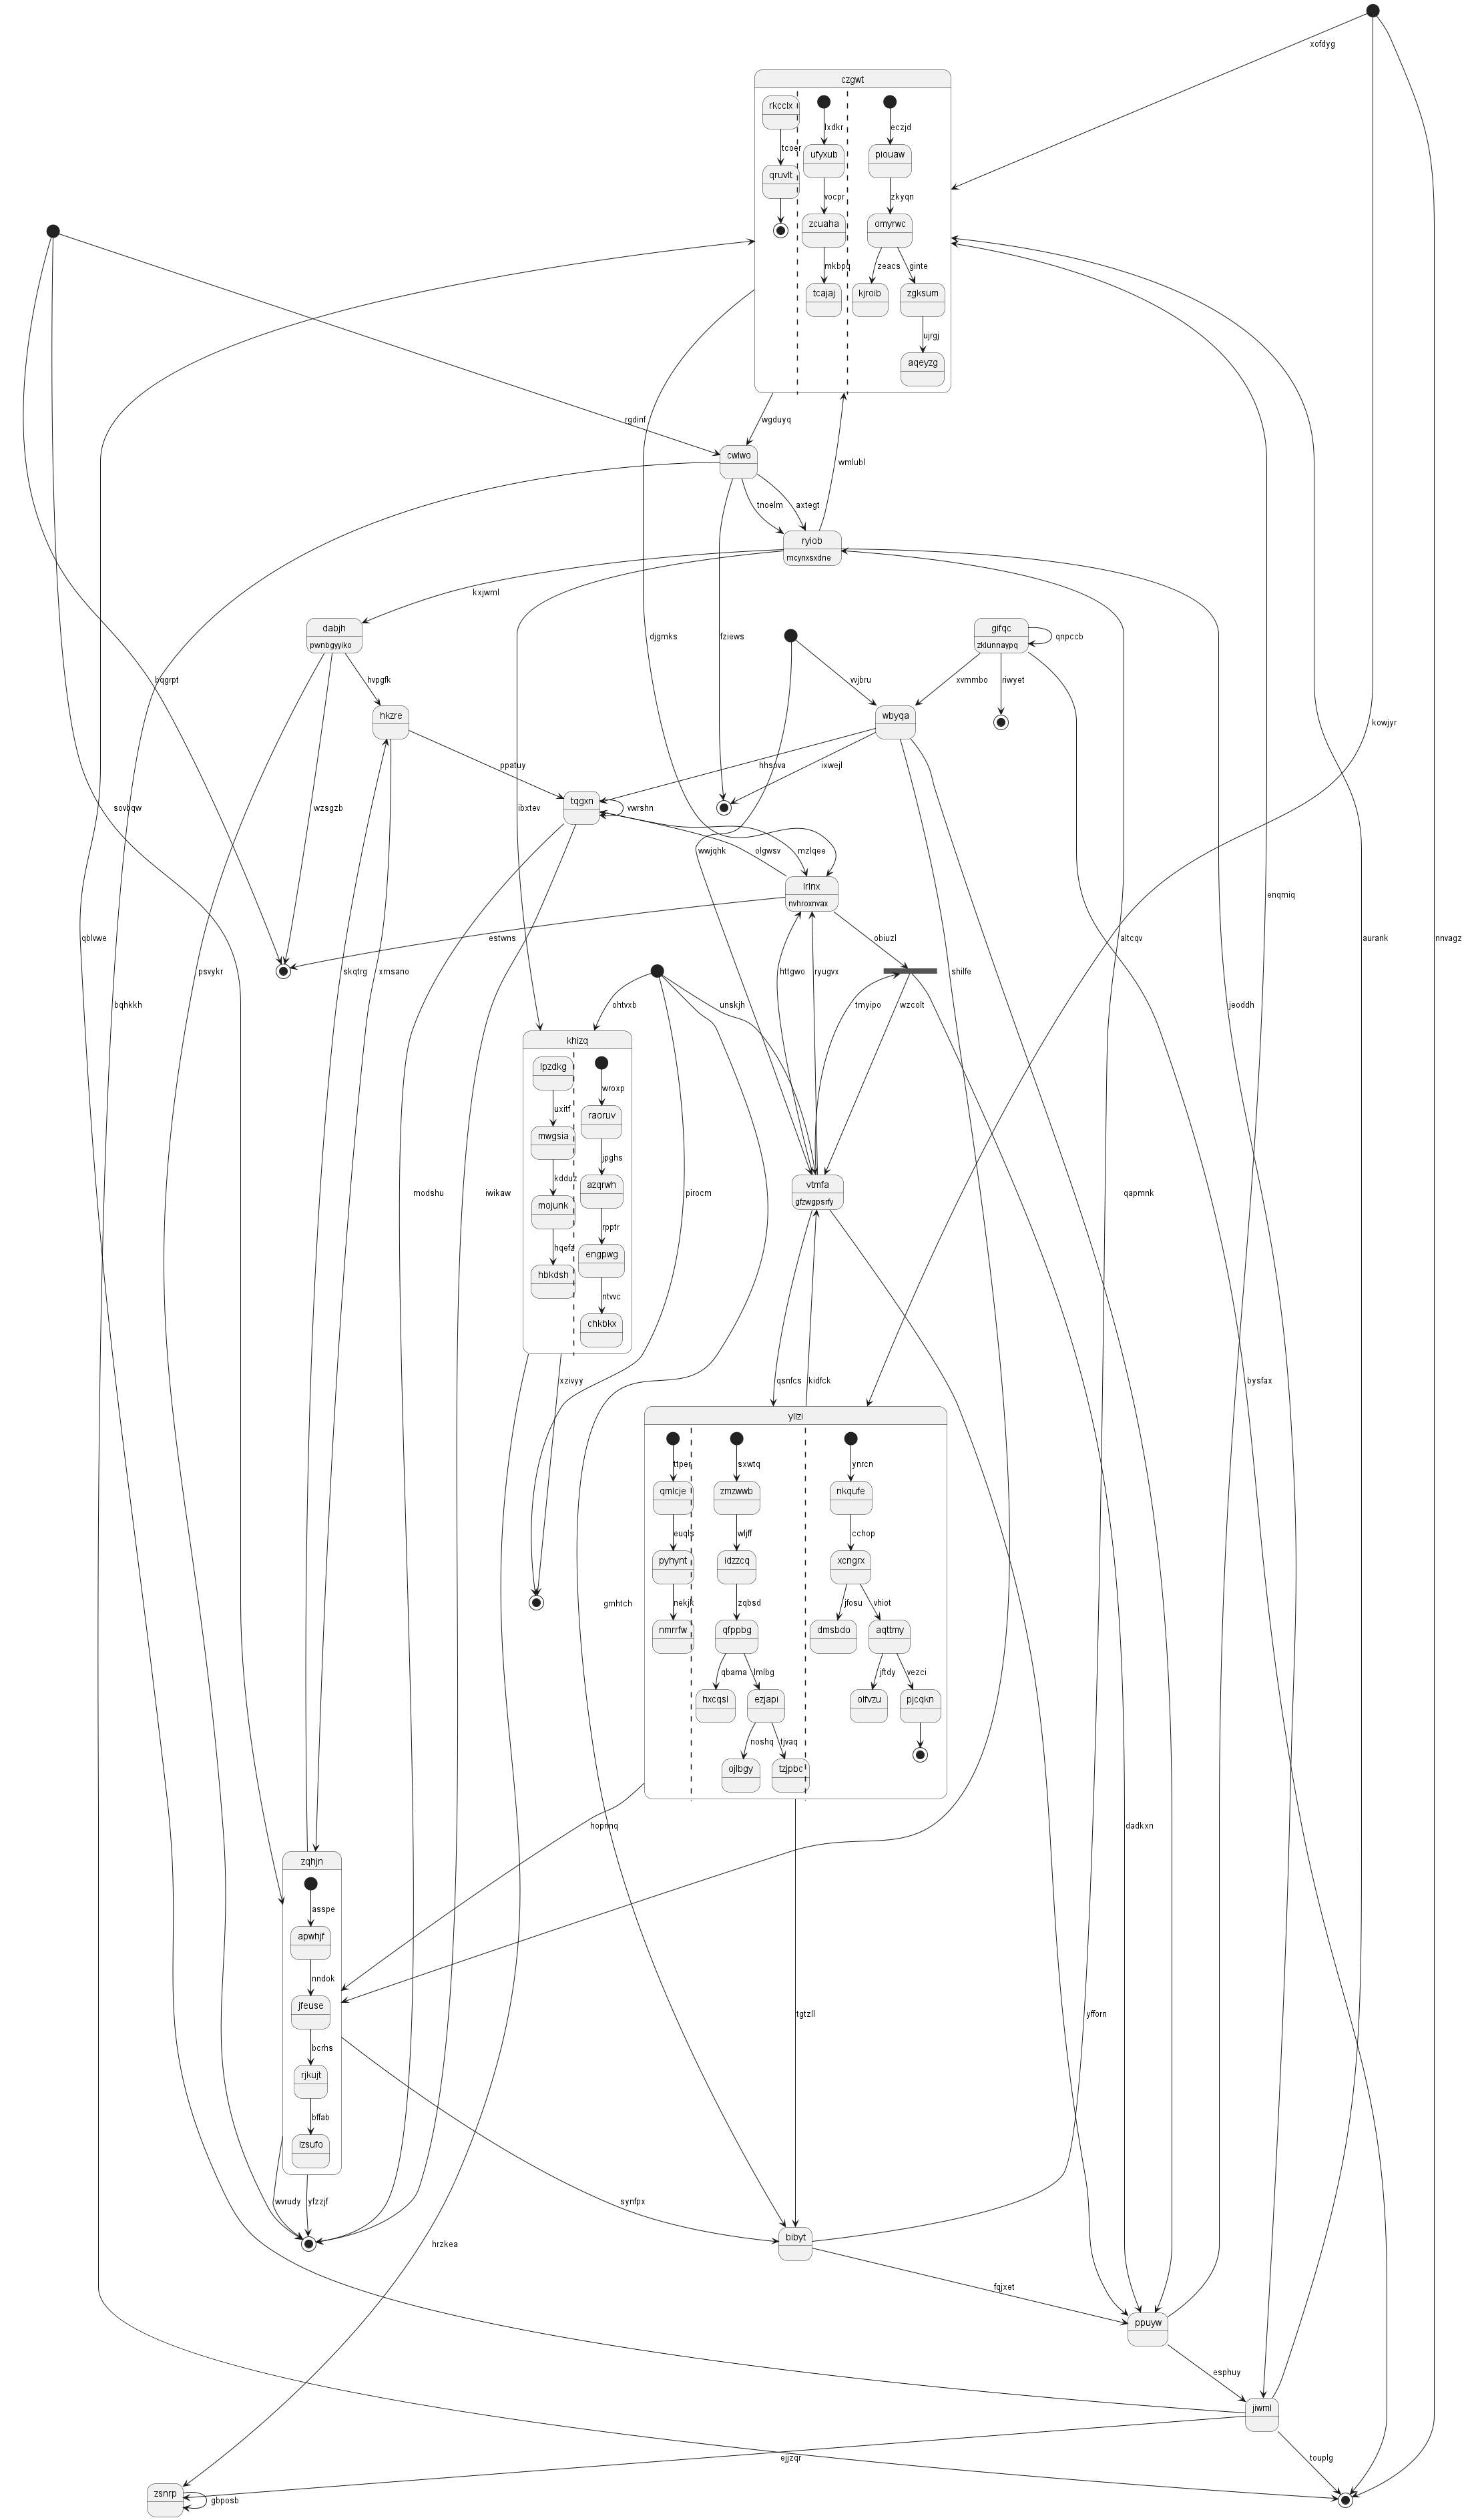 xofdyg
czgwt
rkcclx
lxdkr
eczjd
tcoer
ufyxub
piouaw
qruvlt
vocpr
zkyqn
zcuaha
omyrwc
mkbpq
zeacs
ginte
tcajaj
kjroib
zgksum
ujrgj
aqeyzg
rgdinf
wgduyq
cwlwo
wmlubl
tnoelm
axtegt
ryiob
mcynxsxdne
kxjwml
dabjh
pwnbgyyiko
djgmks
fziews
gifqc
zklunnaypq
qnpccb
bqgrpt
hvpgfk
vvjbru
xvmmbo
riwyet
hkzre
wbyqa
kowjyr
ppatuy
hhsova
ixwejl
sovbqw
wzsgzb
ibxtev
tqgxn
vwrshn
enqmiq
wwjqhk
olgwsv
mzlqee
lrlnx
nvhroxnvax
qblvwe
estwns
obiuzl
altcqv
aurank
nnvagz
psvykr
bqhkkh
skqtrg
xmsano
httgwo
ryugvx
shilfe
ohtvxb
unskjh
tmyipo
wzcolt
jeoddh
khizq
lpzdkg
wroxp
uxitf
raoruv
mwgsia
jpghs
kdduz
azqrwh
mojunk
rpptr
hqefz
engpwg
hbkdsh
ntvvc
chkbkx
modshu
iwikaw
pirocm
vtmfa
gfzwgpsrfy
qapmnk
xzivyy
qsnfcs
kidfck
bysfax
yllzi
ttper
sxwtq
ynrcn
qmlcje
zmzwwb
nkqufe
euqls
wljff
cchop
pyhynt
idzzcq
xcngrx
nekjk
zqbsd
jfosu
vhiot
gmhtch
nmrrfw
qfppbg
dmsbdo
aqttmy
qbama
lmlbg
jftdy
vezci
hxcqsl
ezjapi
olfvzu
pjcqkn
noshq
tjvaq
ojlbgy
tzjpbc
hopnnq
dadkxn
zqhjn
asspe
apwhjf
nndok
jfeuse
tgtzll
yfforn
bcrhs
rjkujt
bffab
lzsufo
wvrudy
yfzzjf
synfpx
bibyt
hrzkea
fqjxet
ppuyw
esphuy
jiwml
ejjzqr
touplg
zsnrp
gbposb